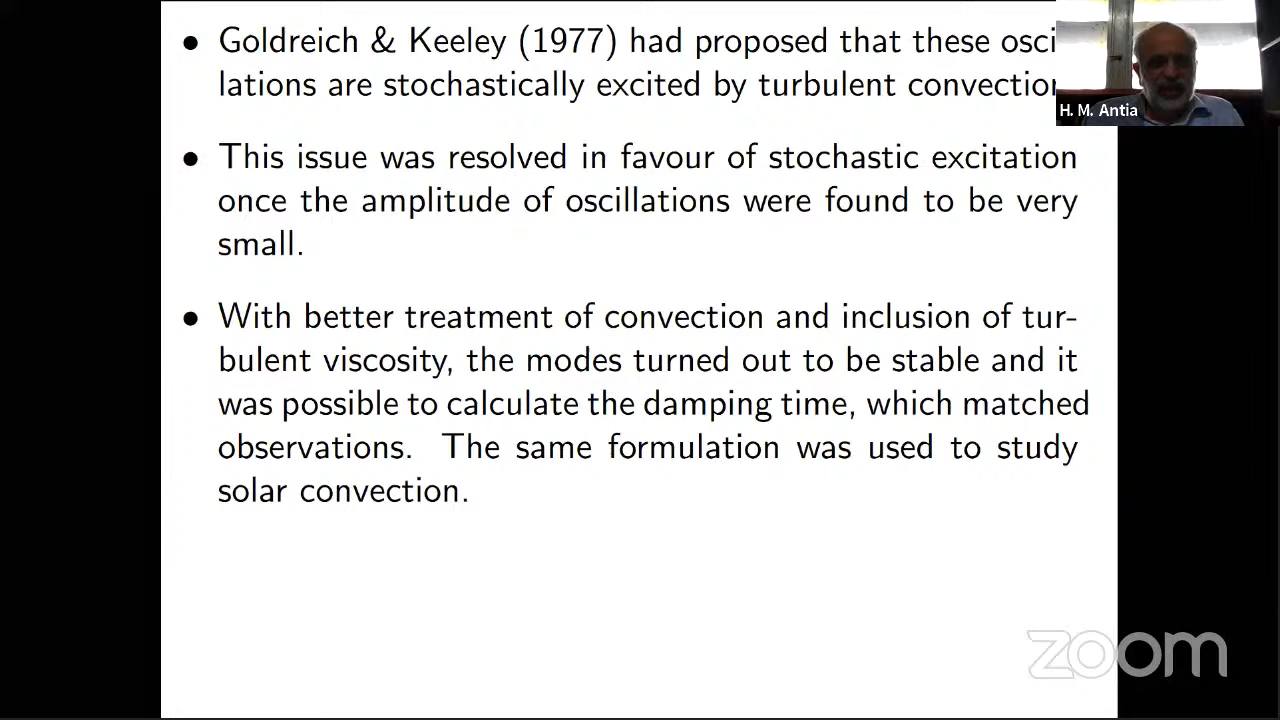 • Goldreich & Keeley (1977) had proposed that these osci
lations are stochastically excited by turbulent convection
H. M. Antia
• This issue was resolved in favour of stochastic excitation
once the amplitude of oscillations were found to be very
small.
• With better treatment of convection and inclusion of tur-
bulent viscosity, the modes turned out to be stable and it
was possible to calculate the damping time, which matched
observations. The same formulation was used to study
solar convection.
zoom